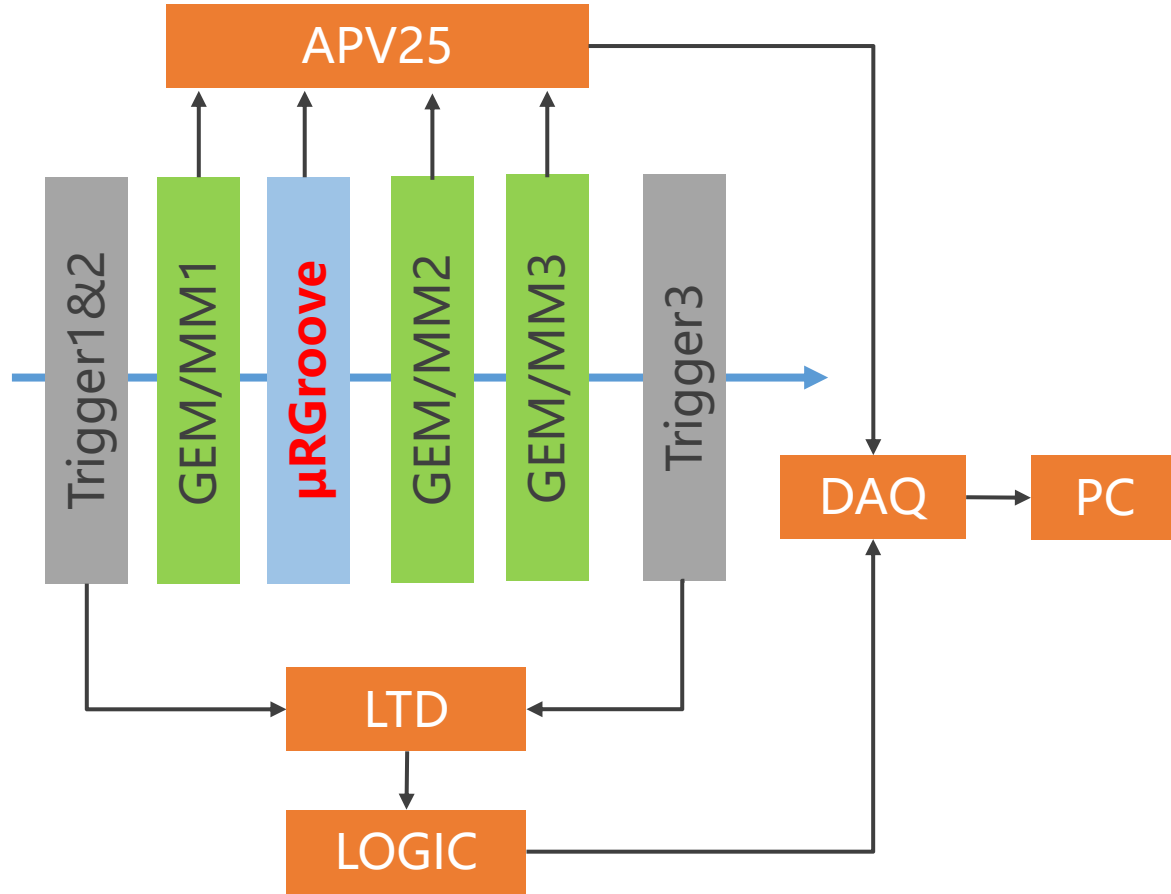 APV25
Trigger1&2
GEM/MM1
µRGroove
GEM/MM2
GEM/MM3
Trigger3
DAQ
PC
LTD
LOGIC